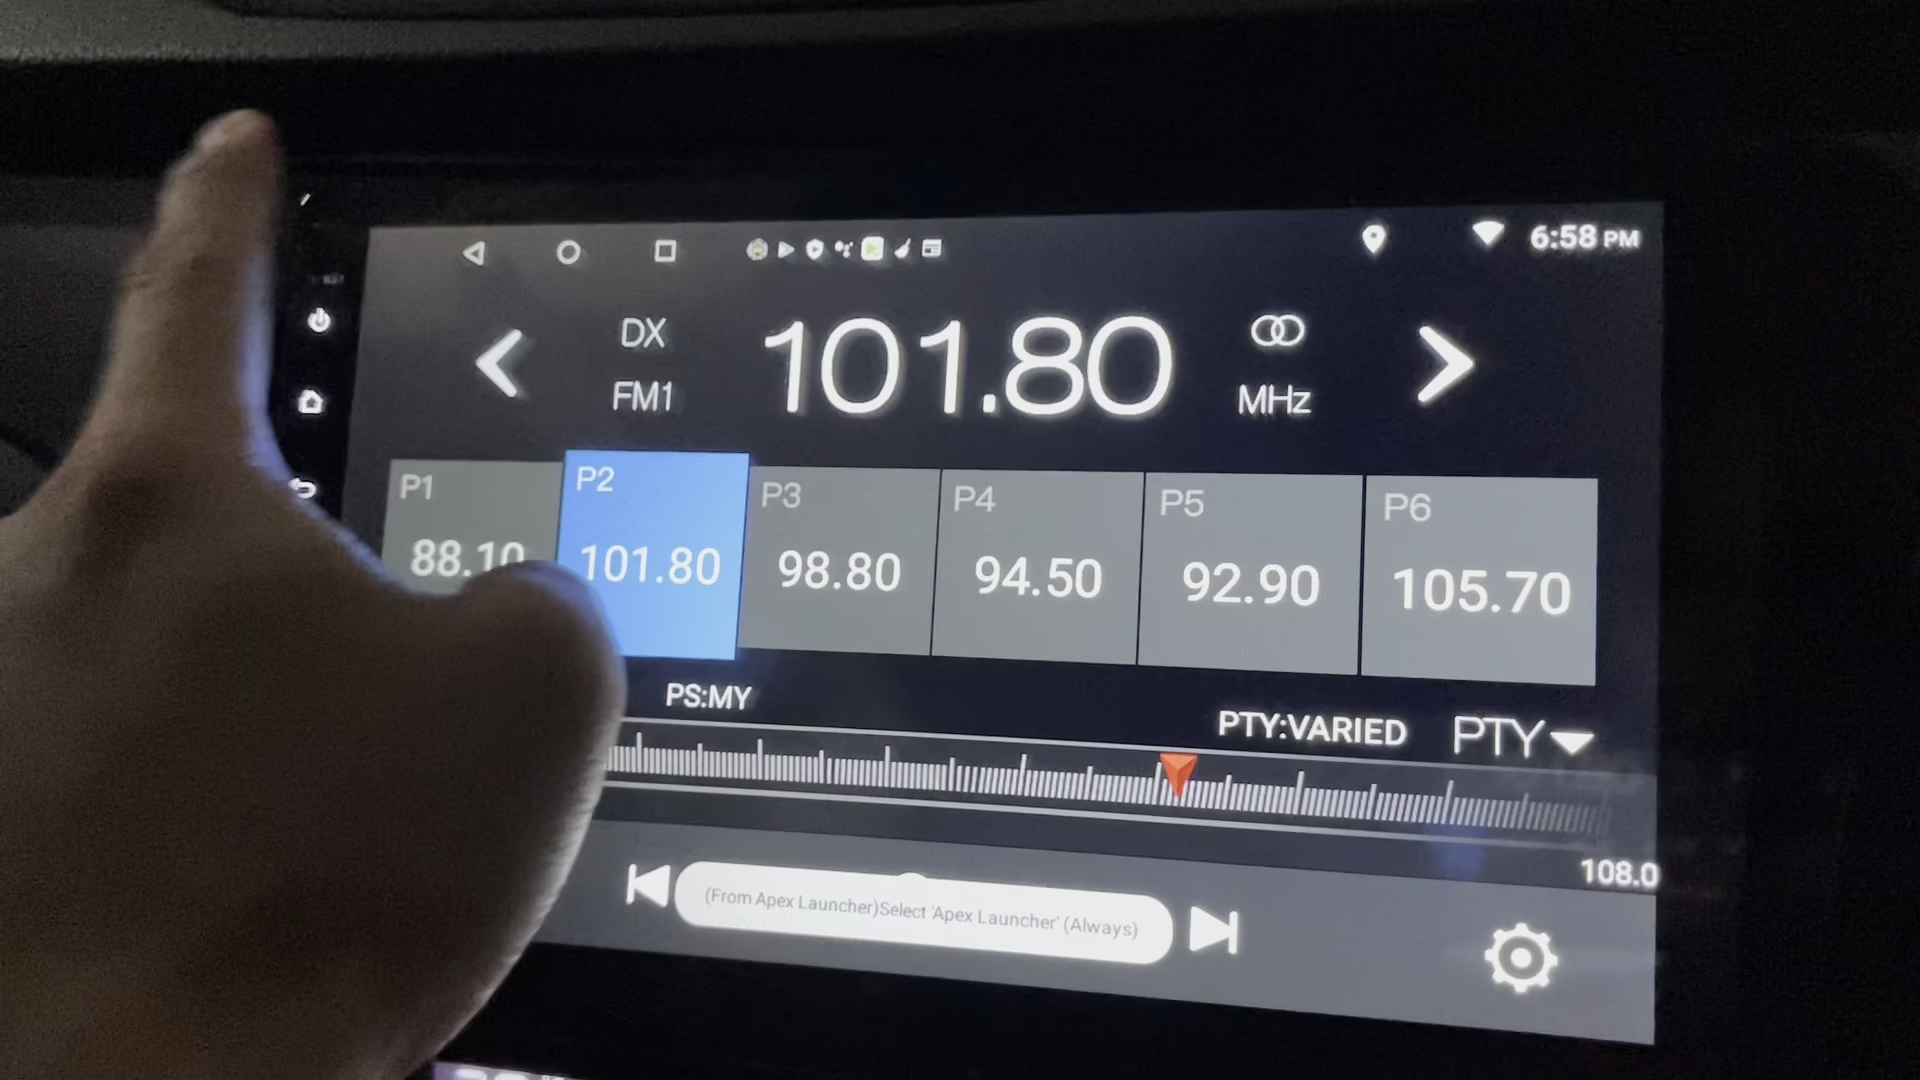 6:58 PM
DX
FM1
101.80
MHz
P1
88.10
P2
101.80
P3
98.80
P4
94.50
P5
92.90
P6
105.70
PS:MY
PTY:VARIED
PTY
108.0
(From Apex Launcher)Select 'Apex Launcher' (Always)